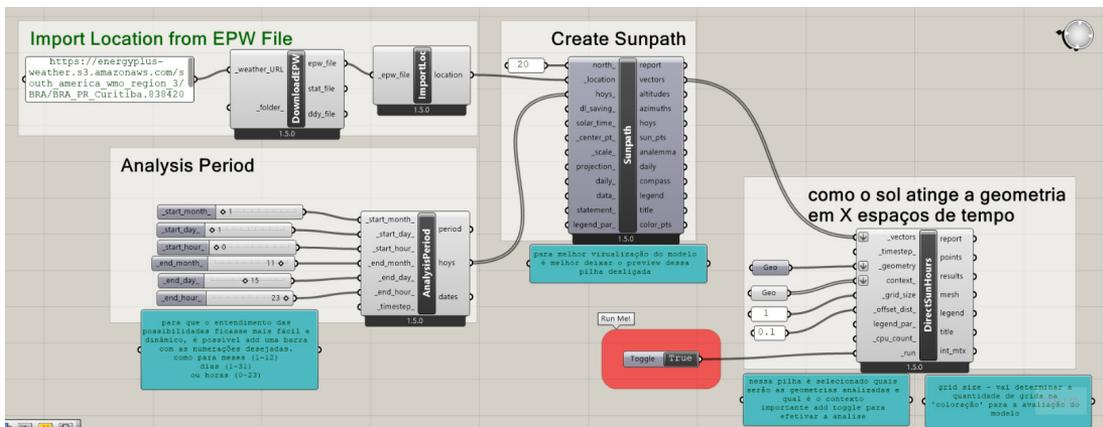 Import Location from EPW File
https://energyplus-
weather.s3.amazonaws.com/s
outh_america_wmo_region_3/
BRA/BRA_PR_Curitiba.838420
_weather_URL
_folder_
DownloadEPW
epw_file
stat_file
ddy_file
1.5.0
_epw_file
ImportLoc
location
1.5.0
Analysis Period
_start_month_ 1
_start_day_ 1
_start_hour_ 0
_end_month_ 11
_end_day_ 15
_end_hour_ 23
_start_month_
_start_day_
_start_hour_
_end_month_
_end_day_
_end_hour_
_timestep_
AnalysisPeriod
period
hoys
dates
1.5.0
para que o entendimento das
possibilidades ficasse mais fácil e
dinâmico, é possivel add uma barra
com as numerações desejadas.
como para meses (1-12)
dias (1-31)
ou horas (0-23)
Create Sunpath
20
north_
_location
hoys_
dl_saving_
solar_time_
_center_pt_
_scale_
projection_
daily_
data_
statement_
legend_par_
Sunpath
report
vectors
altitudes
azimuths
hoys
sun_pts
analemma
daily
compass
legend
title
color_pts
1.5.0
para melhor vizualização do modelo
é melhor deixar o preview dessa
pilha desligada
como o sol atinge a geometria
em X espaços de tempo
Geo
Geo
1
0.1
_vectors
_timestep_
_geometry
context_
_grid_size
_offset_dist_
legend_par_
_cpu_count_
_run
DirectSunHours
report
points
results
mesh
legend
title
int_mtx
1.5.0
Run Me!
Toggle True
nessa pilha é selecionado quais
serão as geometrias analizadas e
qual é o contexto
importante add toggle para
efetivar a analise
grid size - vai determinar a
quantidade de grids na
'coloração' para a avaliação do
modelo